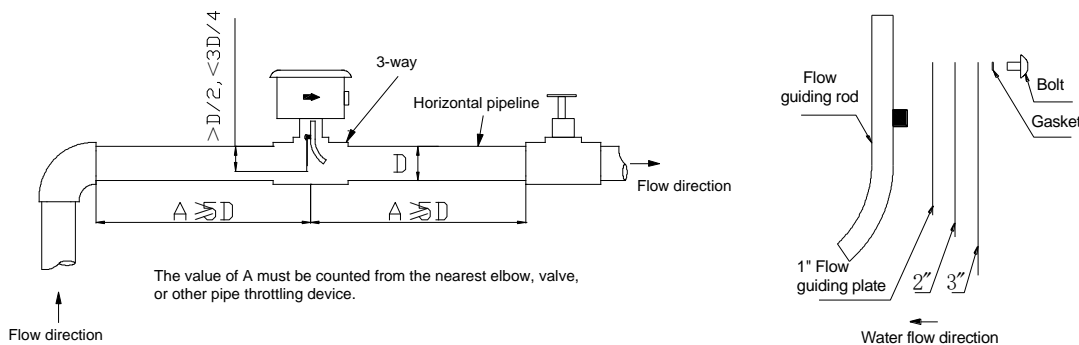 >D/2, <3D/4
3-way
Horizontal pipeline
D
Flow direction
A ⩾5D
A ⩾5D
The value of A must be counted from the nearest elbow, valve,
or other pipe throttling device.
Flow direction
Flow
guiding rod
Bolt
Gasket
1" Flow
guiding plate
2"
3"
Water flow direction